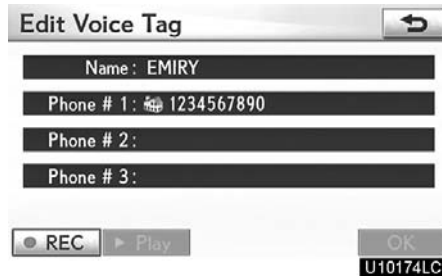 Edit Voice Tag
Name: EMIRY
Phone # 1: 1234567890
Phone # 2:
Phone # 3:
REC Play OK
U10174LC